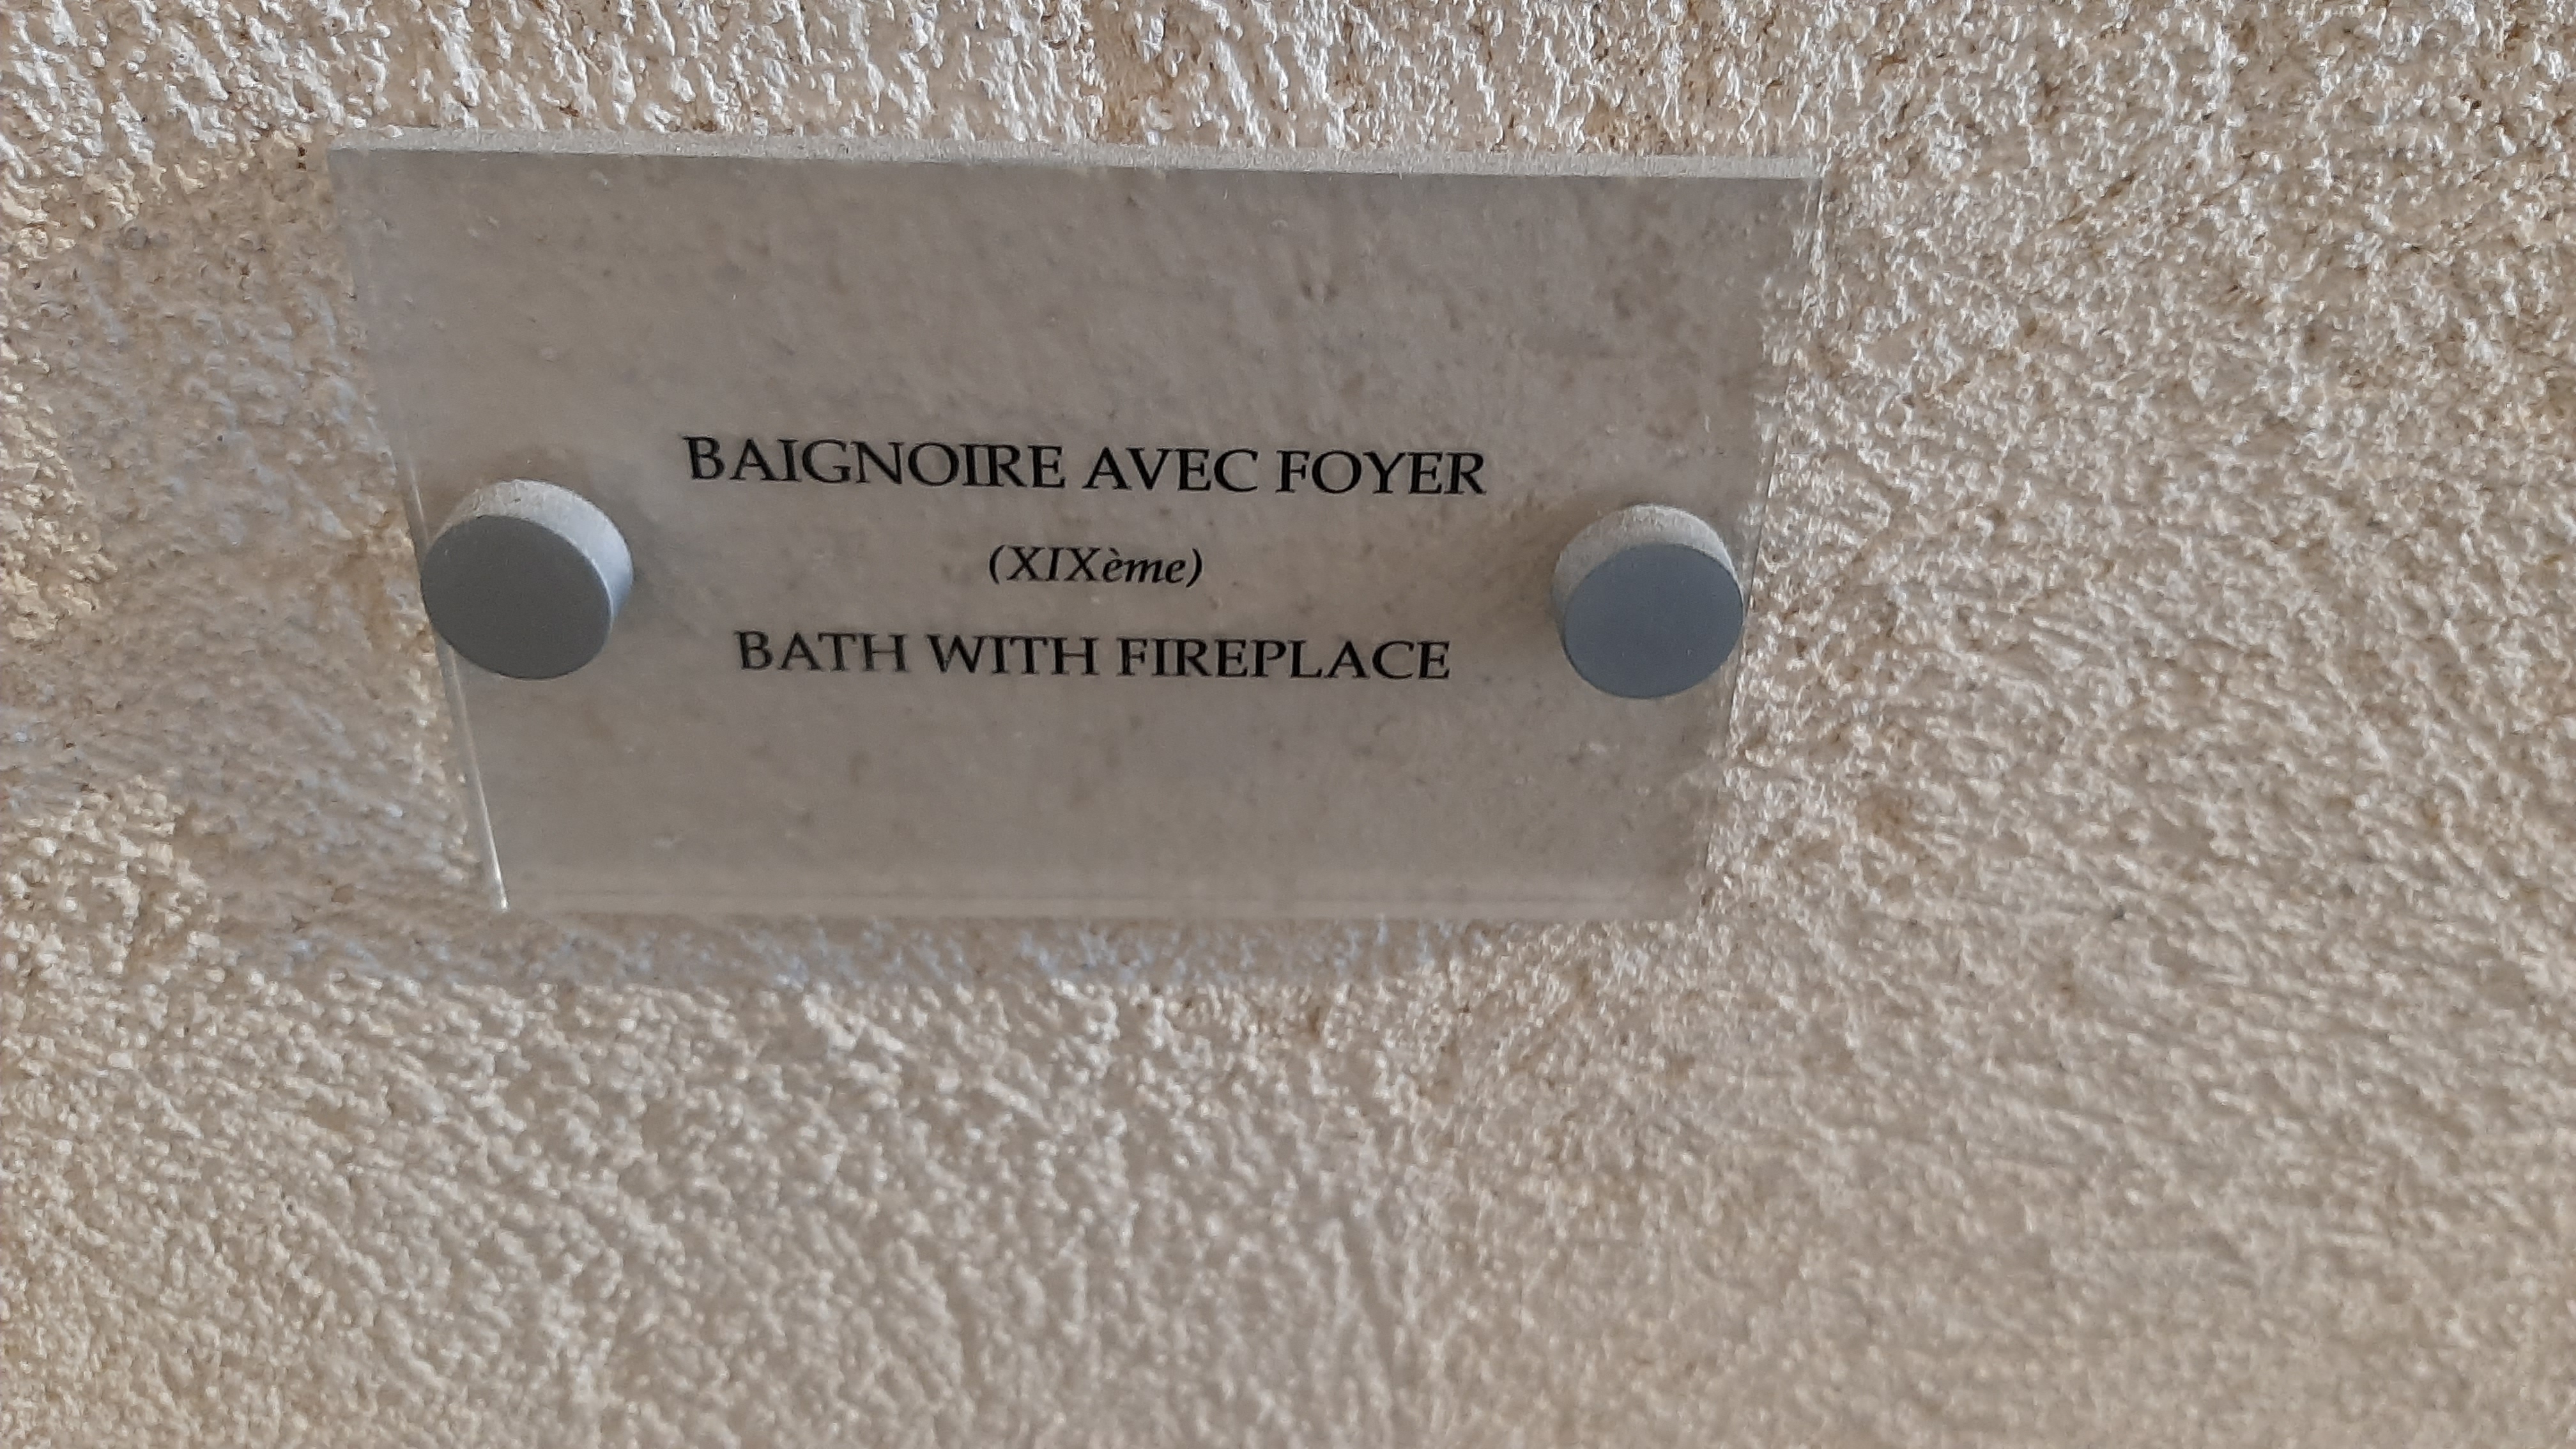 BAIGNOIRE AVEC FOYER
(XIXème)
BATH WITH FIREPLACE